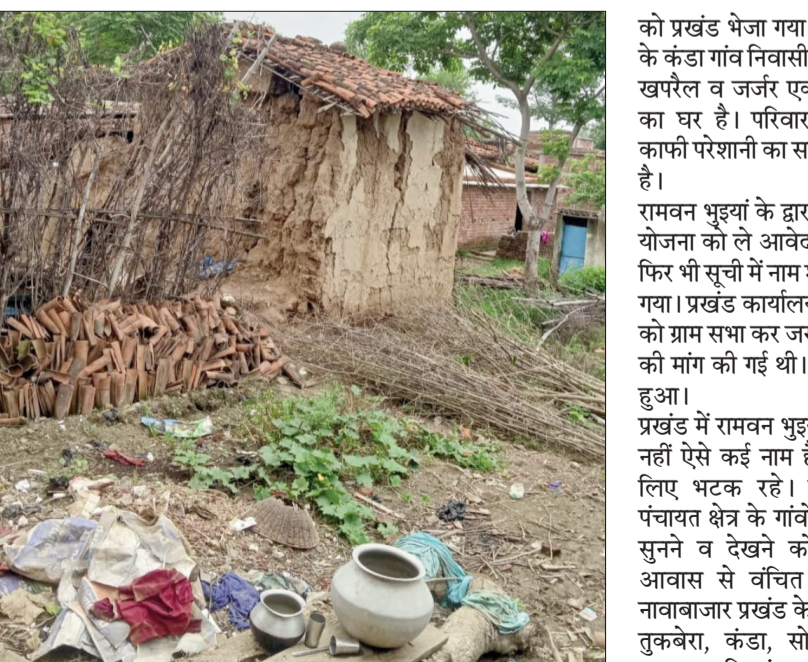 को प्रखंड भेजा गया
के कंडा गांव निवासी
खपरैल व जर्जर एव
का घर है। परिवार
काफी परेशानी का स
है।
रामवन भुइयां के द्वार
योजना को ले आवेद
फिर भी सूची में नाम
गया। प्रखंड कार्यालय
को ग्राम सभा कर जन
की मांग की गई थी।
हुआ।
प्रखंड में रामवन भुइ
नहीं ऐसे कई नाम है
लिए भटक रहे।
पंचायत क्षेत्र के गांवो
सुनने व देखने को
आवास से वंचित
नावाबाजार प्रखंड के
तुकबेरा, कंडा, सो